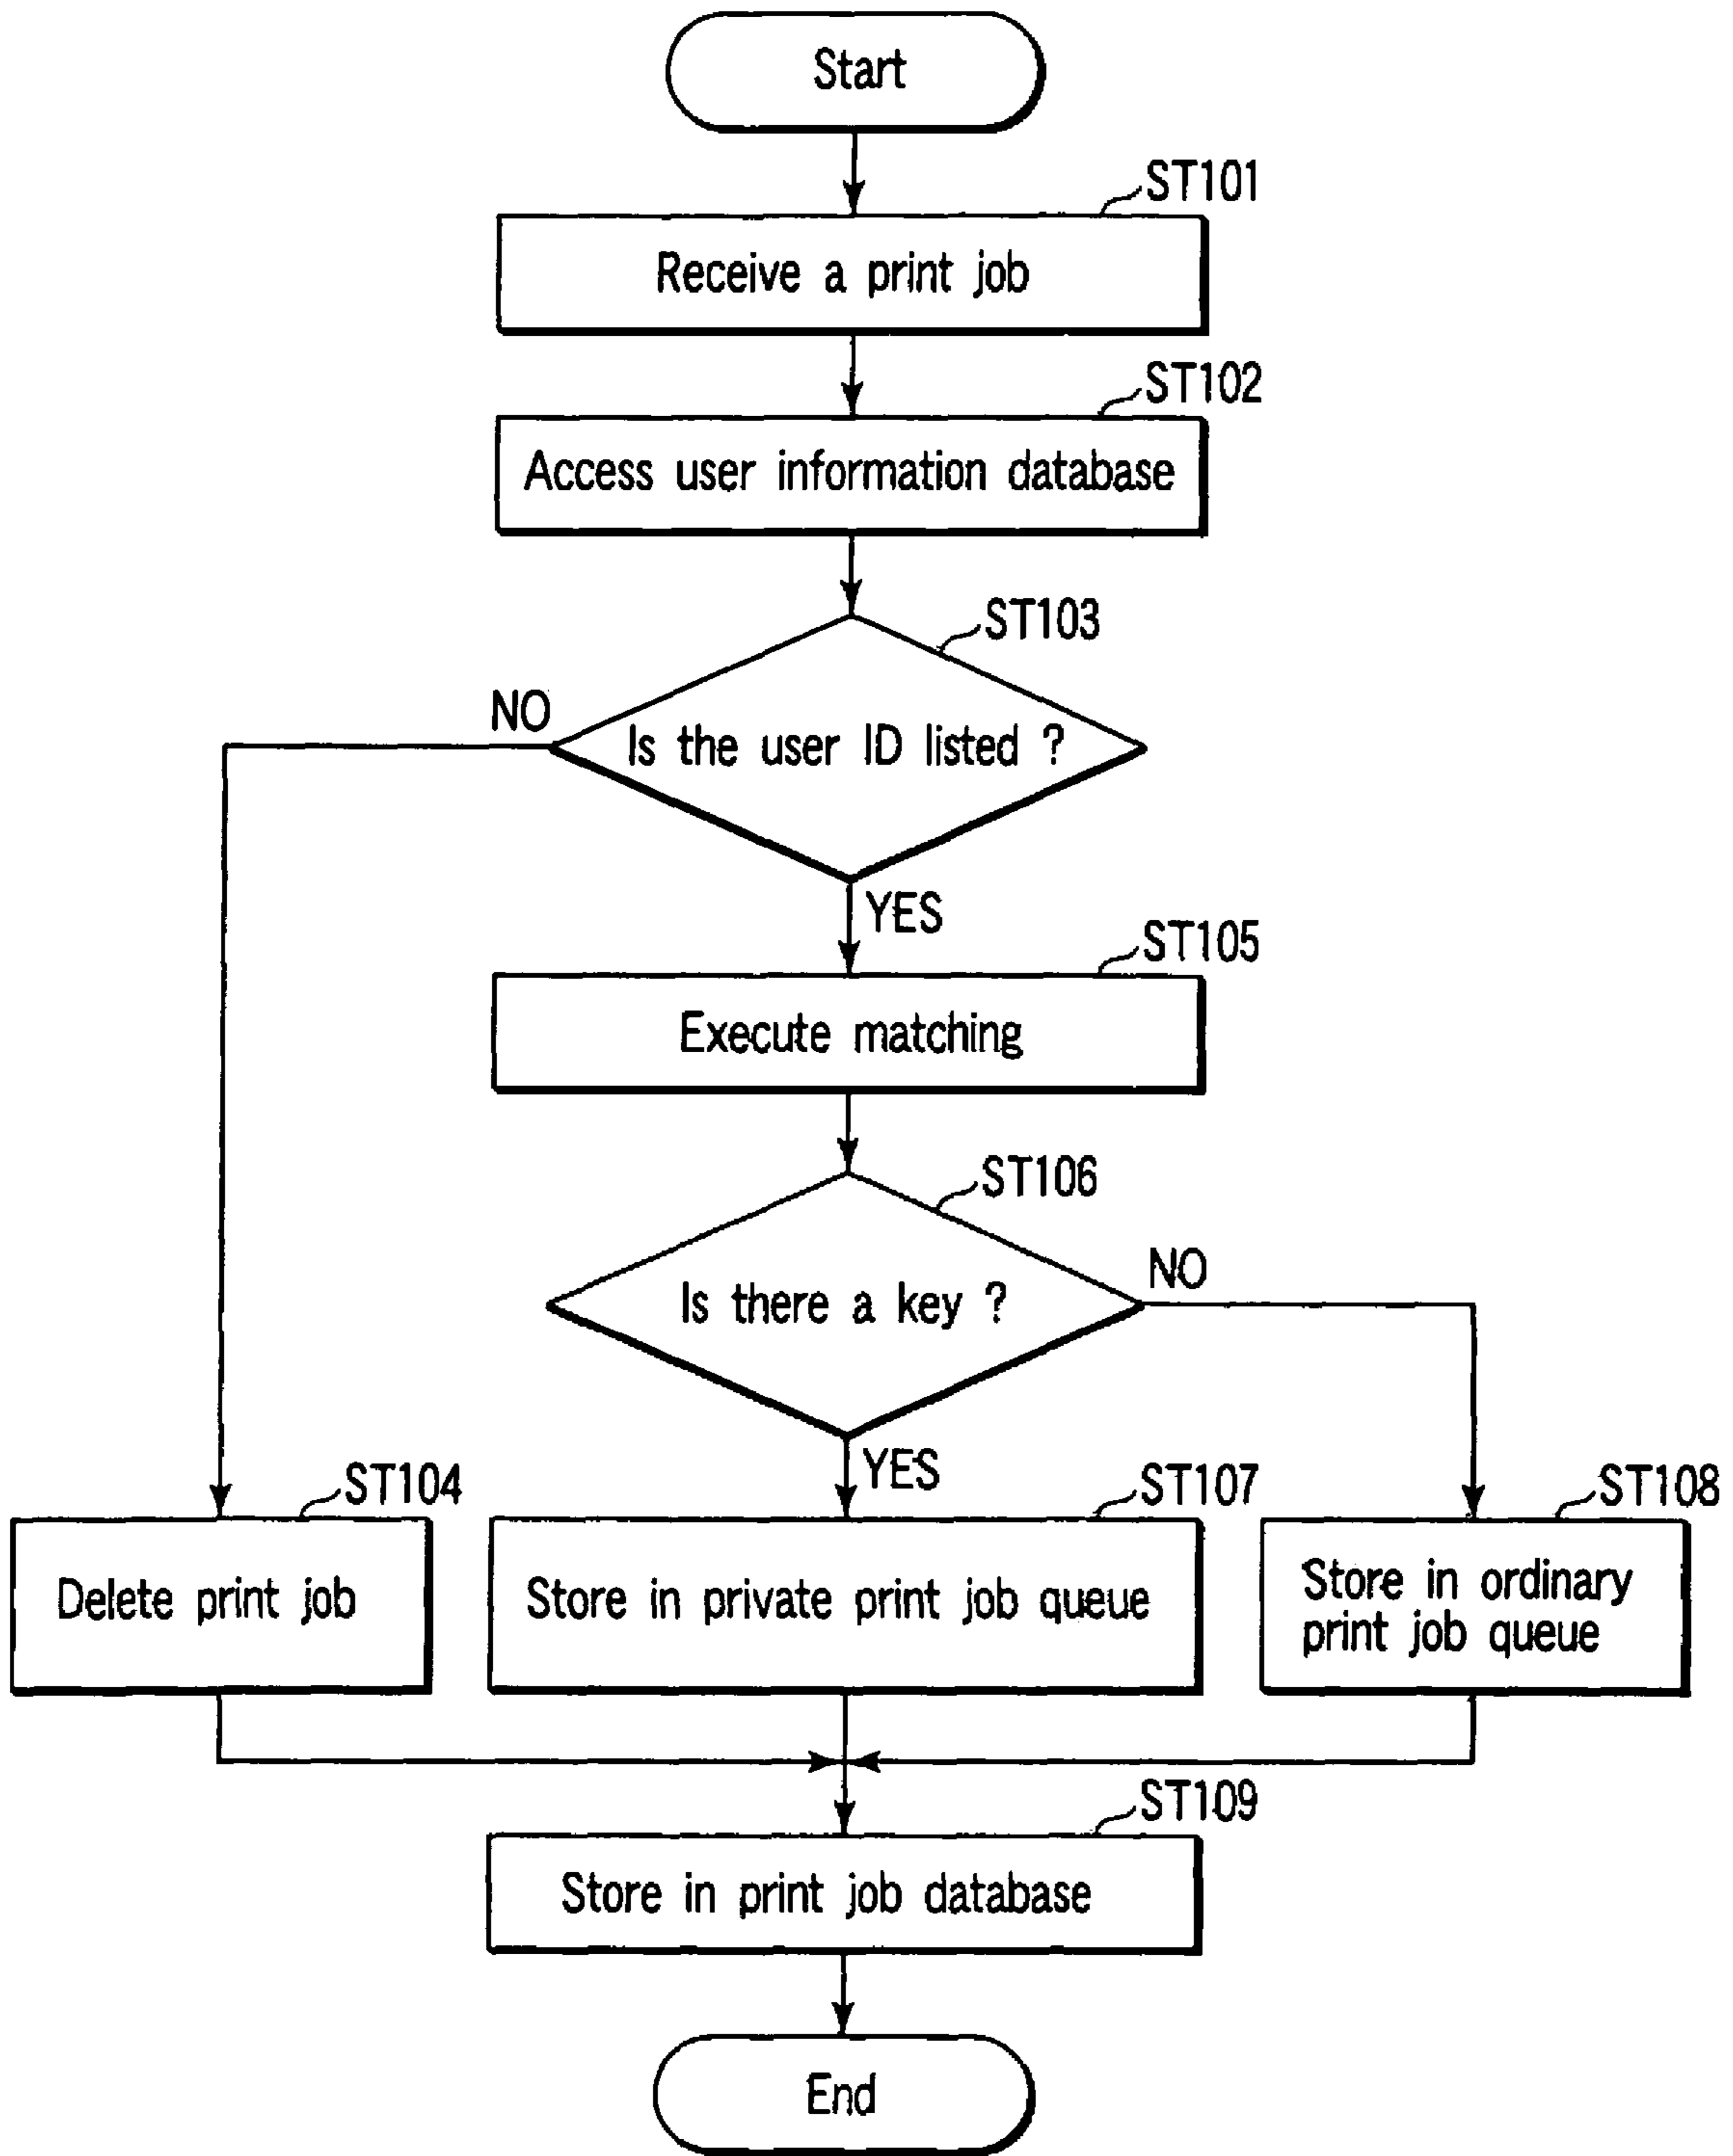 Start
ST101
Receive a print job
ST102
Access user information database
ST103
NO
Is the user ID listed ?
YES
ST105
Execute matching
ST106
NO
Is there a key ?
YES
ST104
Delete print job
ST107
Store in private print job queue
ST108
Store in ordinary
print job queue
ST109
Store in print job database
End